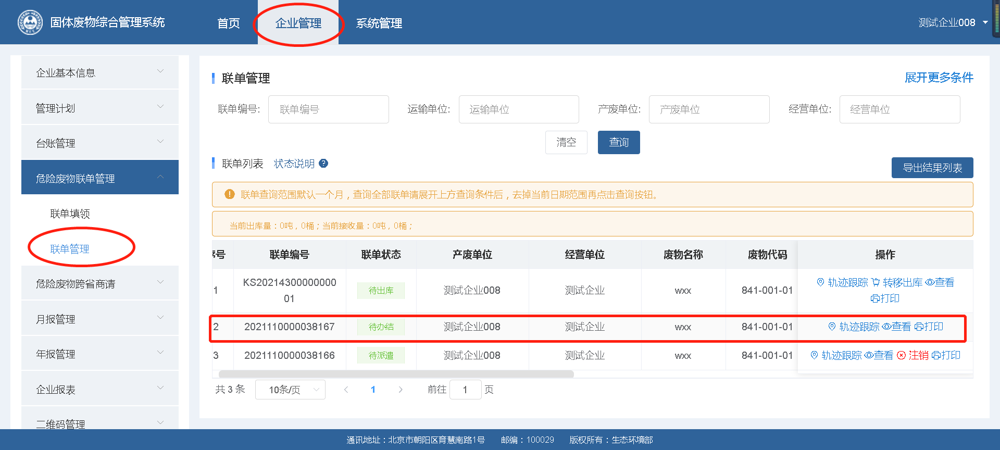 固体废物综合管理系统 首页 企业管理 系统管理 测试企业008
企业基本信息
管理计划
台账管理
危险废物联单管理
联单填领
联单管理
危险废物跨省商请
月报管理
年报管理
企业报表
二维码管理
联单管理 展开更多条件
联单编号: 联单编号 运输单位: 运输单位 产废单位: 产废单位 经营单位: 经营单位
清空 查询
联单列表 状态说明 ?
导出结果列表
联单查询范围默认一个月，查询全部联单请展开上方查询条件后，去掉当前日期范围再点击查询按钮。
当前出库量：0吨，0桶；当前接收量：0吨，0桶；
序号 联单编号 联单状态 产废单位 经营单位 废物名称 废物代码 操作
1 KS20214300000000 待出库 测试企业008 测试企业 wxx 841-001-01 轨迹跟踪 转移出库 查看
01 打印
2 2021110000038167 待办结 测试企业008 测试企业 wxx 841-001-01 轨迹跟踪 查看 打印
3 2021110000038166 待派遣 测试企业008 测试企业 wxx 841-001-01 轨迹跟踪 查看 注销 打印
共 3 条 10条/页 1 前往 1 页
通讯地址：北京市朝阳区育慧南路1号 邮编：100029 版权所有：生态环境部